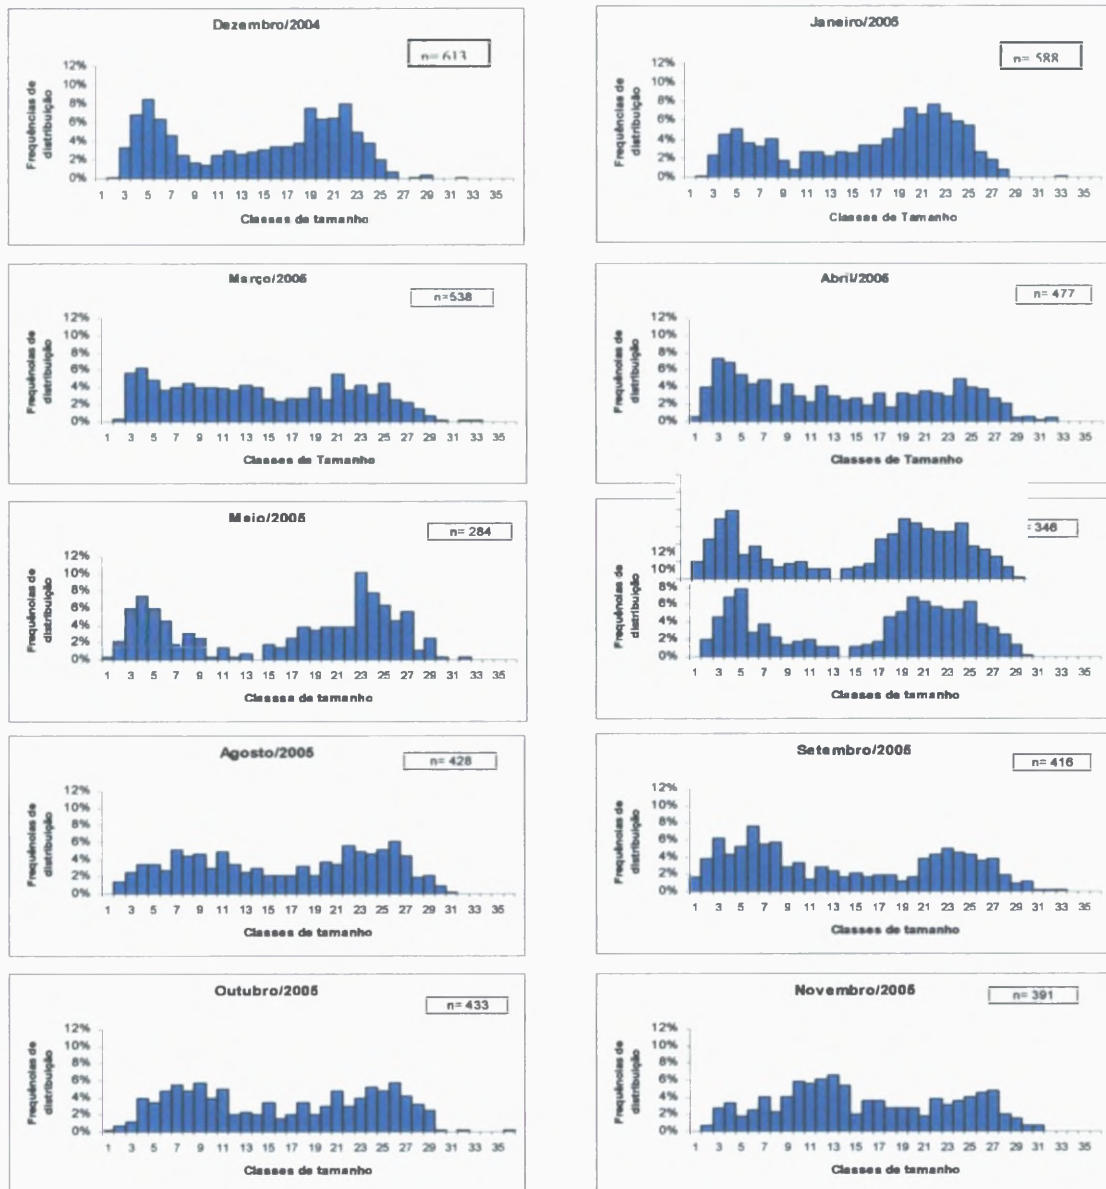 Dezembro/2004
n= 613
Frequências de distribuição
12%
10%
8%
6%
4%
2%
0%
1 3 5 7 9 11 13 15 17 19 21 23 25 27 29 31 33 35
Classes de tamanho
Janeiro/2005
n= 588
Frequências de distribuição
12%
10%
8%
6%
4%
2%
0%
1 3 5 7 9 11 13 15 17 19 21 23 25 27 29 31 33 35
Classes de Tamanho
Março/2005
n=538
Frequências de distribuição
12%
10%
8%
6%
4%
2%
0%
1 3 5 7 9 11 13 15 17 19 21 23 25 27 29 31 33 35
Classes de Tamanho
Abril/2005
n= 477
Frequências de distribuição
12%
10%
8%
6%
4%
2%
0%
1 3 5 7 9 11 13 15 17 19 21 23 25 27 29 31 33 35
Classes de Tamanho
Maio/2005
n= 284
Frequências de distribuição
12%
10%
8%
6%
4%
2%
0%
1 3 5 7 9 11 13 15 17 19 21 23 25 27 29 31 33 35
Classes de tamanho
= 346
Frequências de distribuição
12%
10%
8%
6%
4%
2%
0%
1 3 5 7 9 11 13 15 17 19 21 23 25 27 29 31 33 35
Classes de tamanho
Agosto/2005
n= 428
Frequências de distribuição
12%
10%
8%
6%
4%
2%
0%
1 3 5 7 9 11 13 15 17 19 21 23 25 27 29 31 33 35
Classes de tamanho
Setembro/2005
n= 416
Frequências de distribuição
12%
10%
8%
6%
4%
2%
0%
1 3 5 7 9 11 13 15 17 19 21 23 25 27 29 31 33 35
Classes de tamanho
Outubro/2005
n= 433
Frequências de distribuição
12%
10%
8%
6%
4%
2%
0%
1 3 5 7 9 11 13 15 17 19 21 23 25 27 29 31 33 35
Classes de tamanho
Novembro/2005
n= 391
Frequências de distribuição
12%
10%
8%
6%
4%
2%
0%
1 3 5 7 9 11 13 15 17 19 21 23 25 27 29 31 33 35
Classes de tamanho